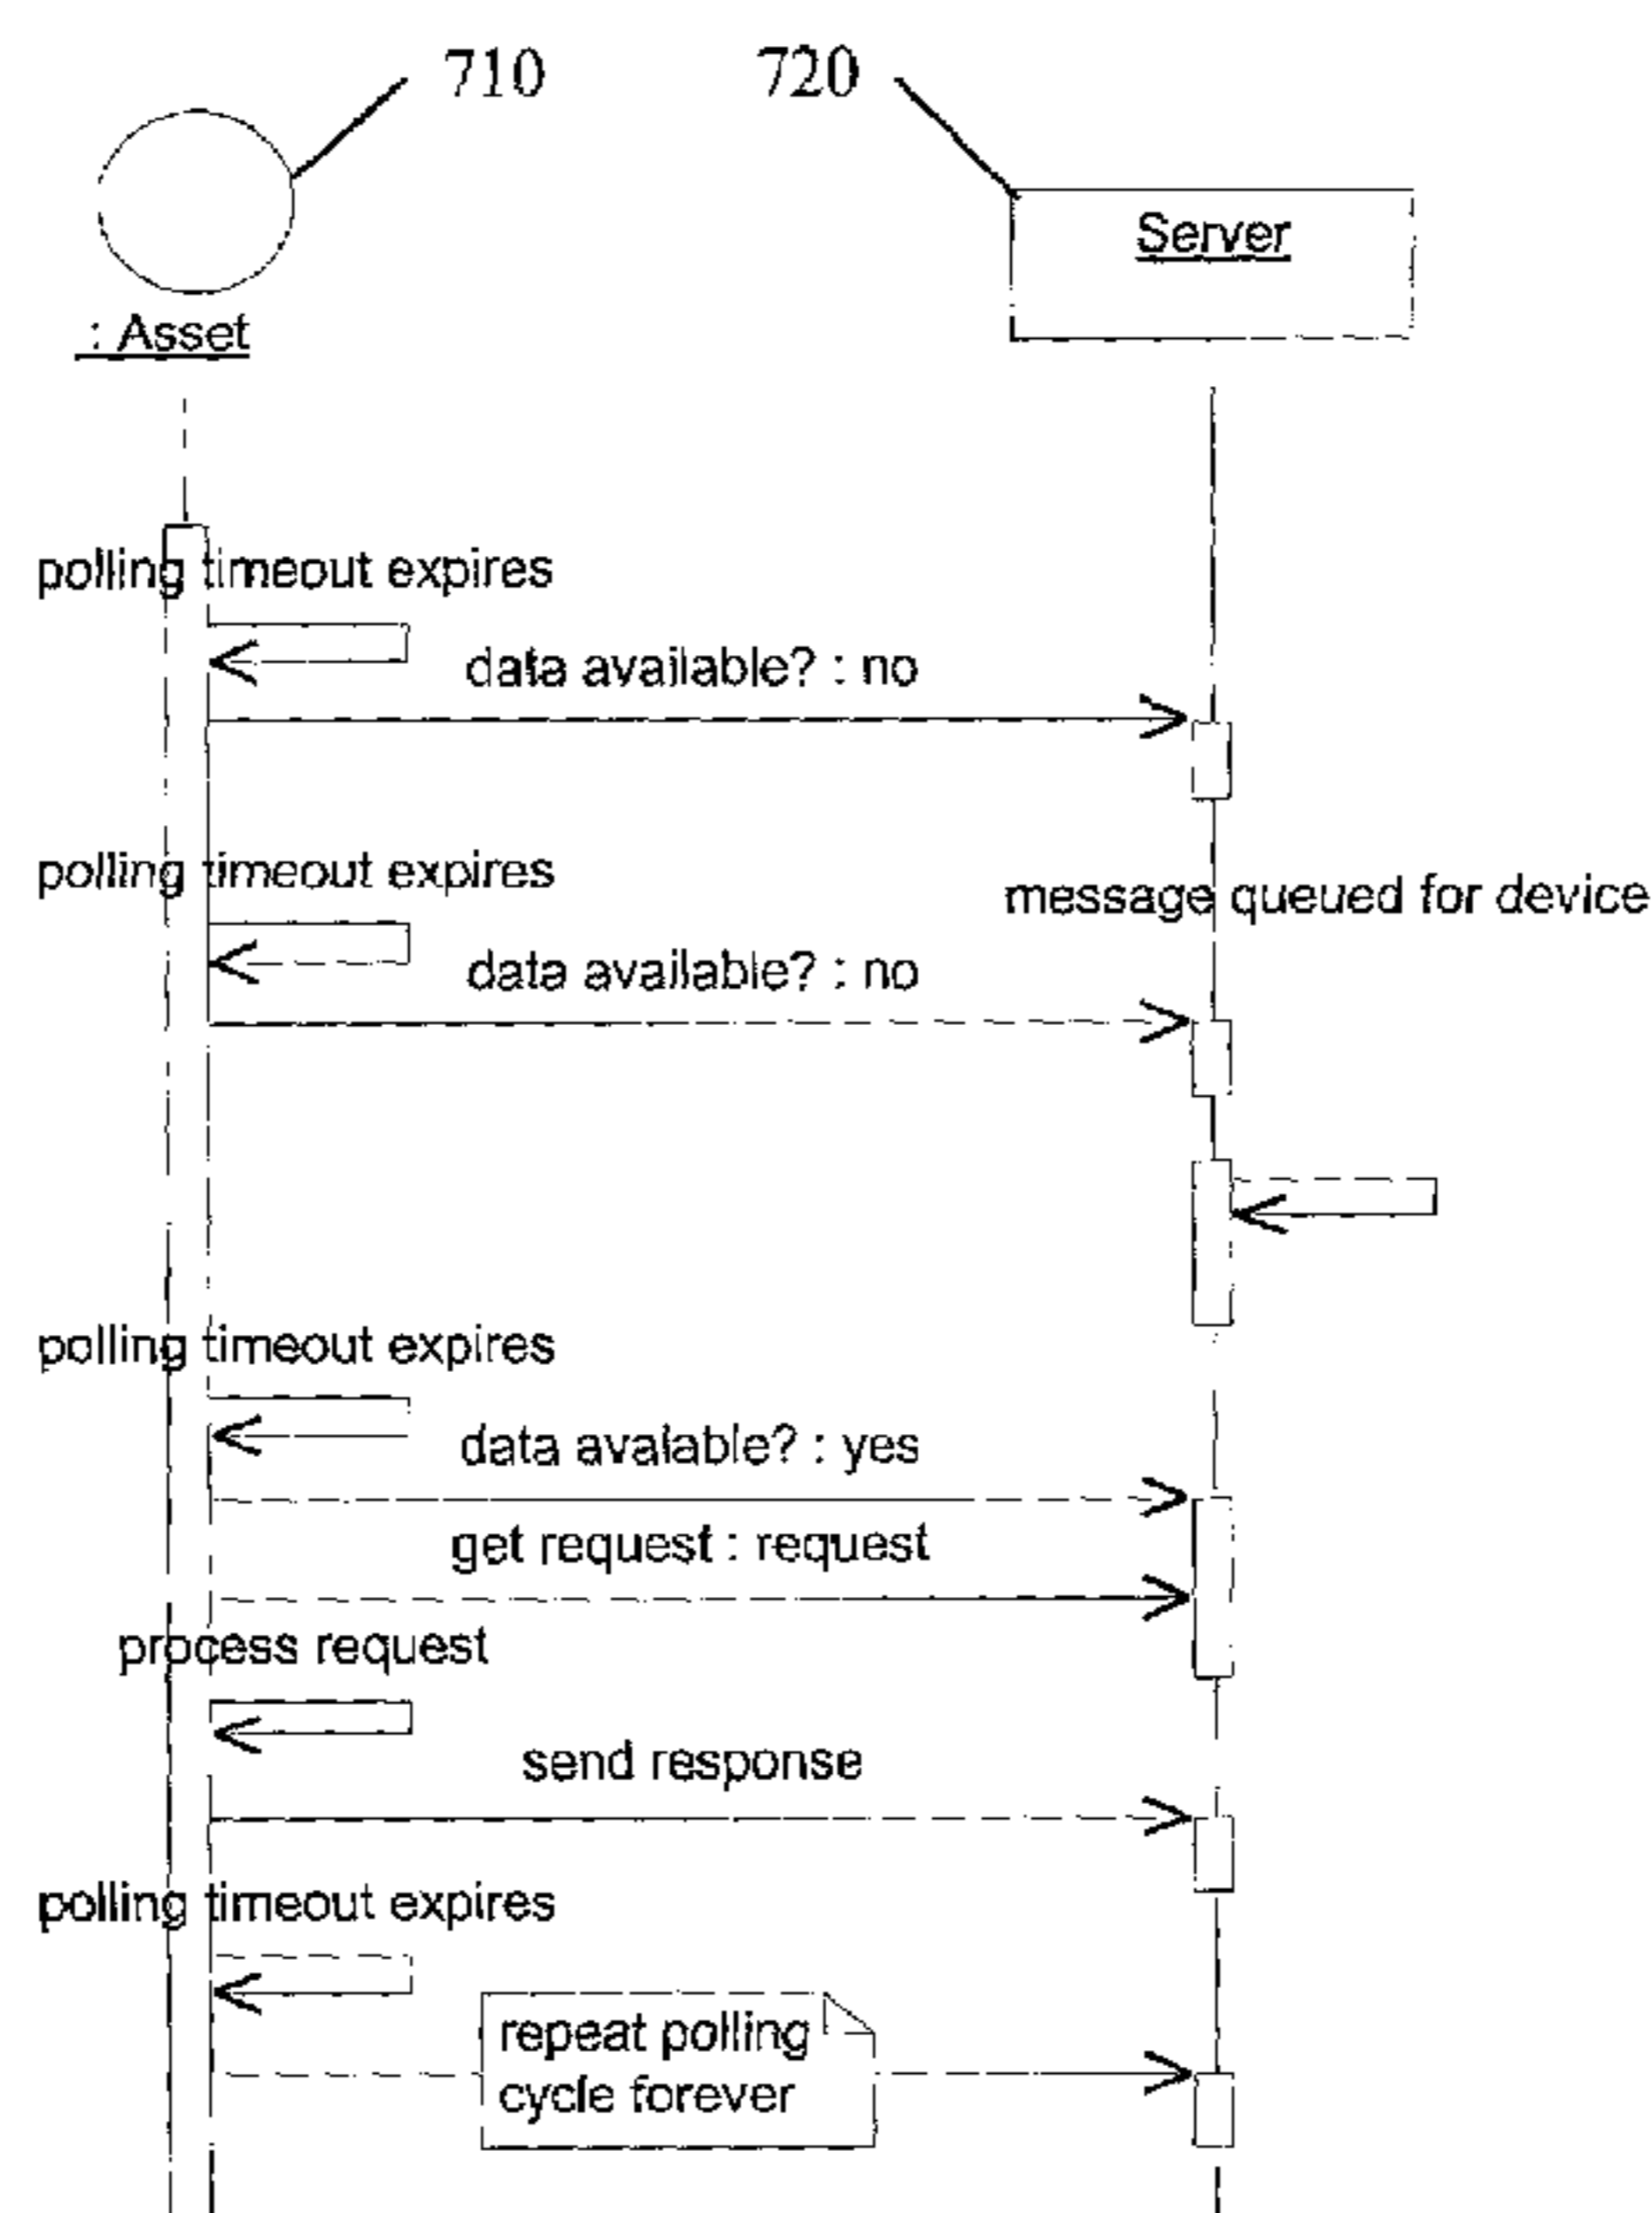 710
720
Server
: Asset
polling timeout expires
data available? : no
polling timeout expires
message queued for device
data available? : no
polling timeout expires
data avalable? : yes
get request : request
process request
send response
polling timeout expires
repeat polling
cycle forever